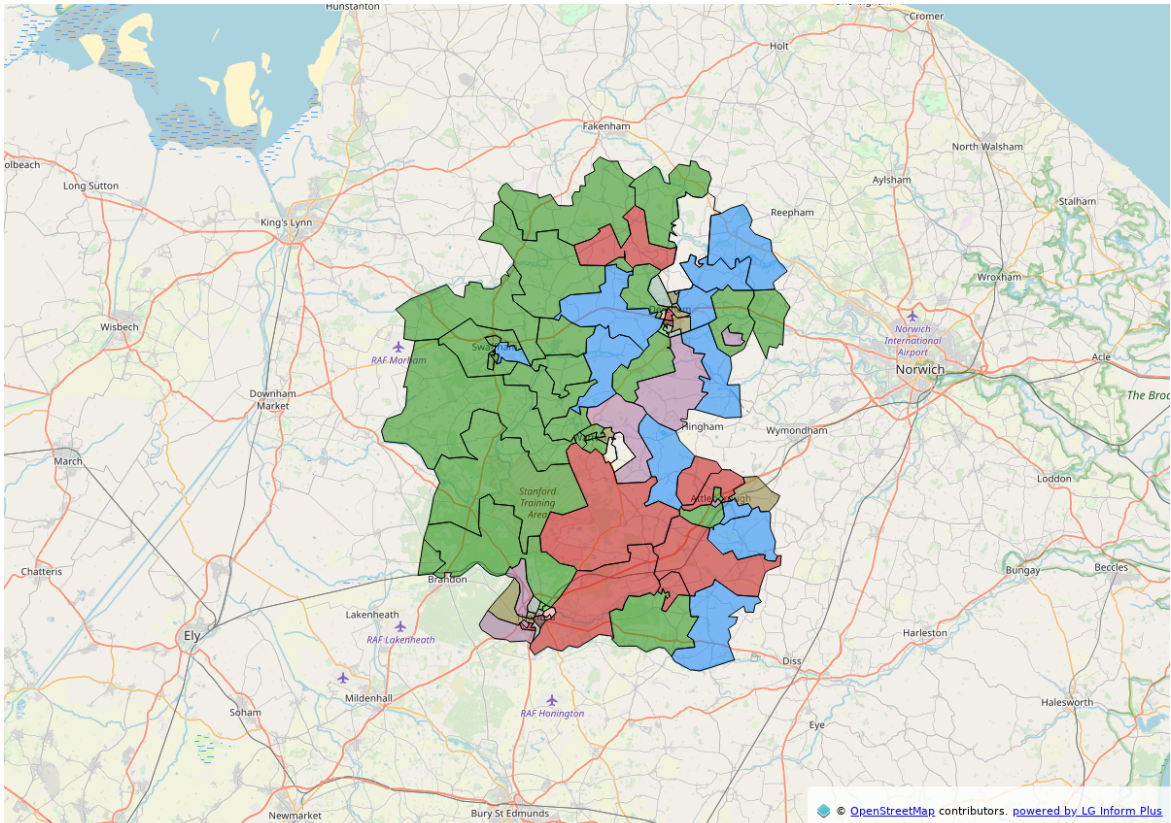 Hunstanton
Cromer
Holt
Fakenham
North Walsham
olbeach
Long Sutton
Aylsham
Stalham
King's Lynn
Reepham
Wroxham
Wisbech
RAF Marham
Norwich
International
Airport
Acle
Norwich
Downham
Market
The Broa
Hingham
Wymondham
March
Loddon
Stanford
Training
Area
Attleborough
Chatteris
Brandon
Bungay
Beccles
Lakenheath
Ely
RAF Lakenheath
Harleston
Diss
Mildenhall
Halesworth
Soham
RAF Honington
Eye
Newmarket
Bury St Edmunds
© OpenStreetMap contributors. powered by LG Inform Plus